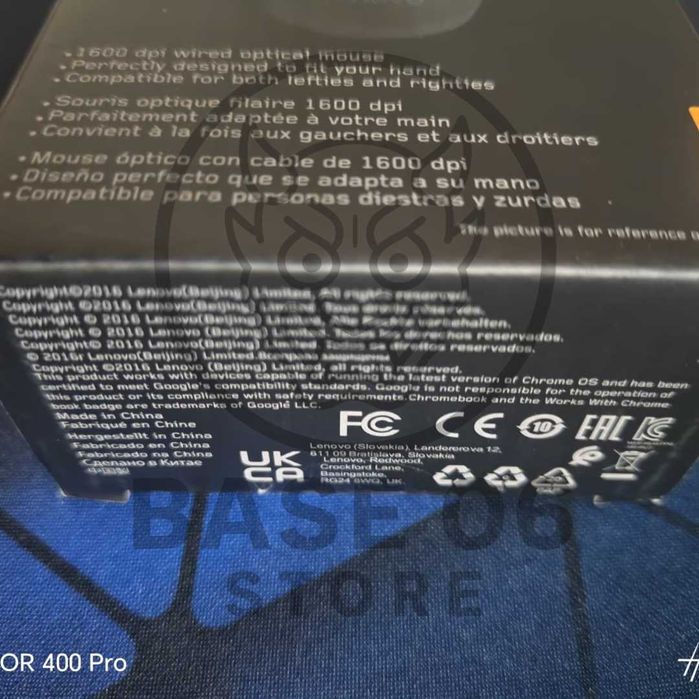 • 1600 dpi wired optical mouse
• Perfectly designed to fit your hand
• Compatible for both lefties and righties
• Souris optique filaire 1600 dpi
• Parfaitement adaptée à votre main
• Convient à la fois aux gauchers et aux droitiers
• Mouse óptico con cable de 1600 dpi
• Diseño perfecto que se adapta a su mano
• Compatible para personas diestras y zurdas
The picture is for reference
Copyright©2016 Lenovo(Beijing) Limited. All rights reserved.
Copyright ©2016 Lenovo(Beijing) Limited. Tous droits reservés.
Copyright © 2016 Lenovo(Beijing) Limited. Alle Rechte vorbehalten.
Copyright © 2016 Lenovo(Beijing) Limited. derechos reservados.
Copyright © 2016 Lenovo(Beijing) Limited. Todos os direitos reservados.
© 2016г Lenovo(Beijing) Limited.
Copyright ©2016 Lenovo(Beijing) Limited, all rights reserved.
This product works with devices capable of running the latest version of Chrome OS and has been
certified to meet Google's compatibility standards. Google is not responsible for the operation of
this product or its compliance with safety requirements.Chromebook and the Works With Chrome-
book badge are trademarks of Google LLC.
Made in China
Fabriqué en Chine
Hergestellt in China
Fabricado en China
Fabricado na China
Сделано в Китае
FC CE 10 EAC
UK
CA
Lenovo (Slovakia), Landererova 12,
811 09 Bratislava, Slovakia
Lenovo, Redwood,
Crockford Lane,
Basingstoke,
RG24 8WQ, UK.
BASE 06
STORE
OR 400 Pro
#